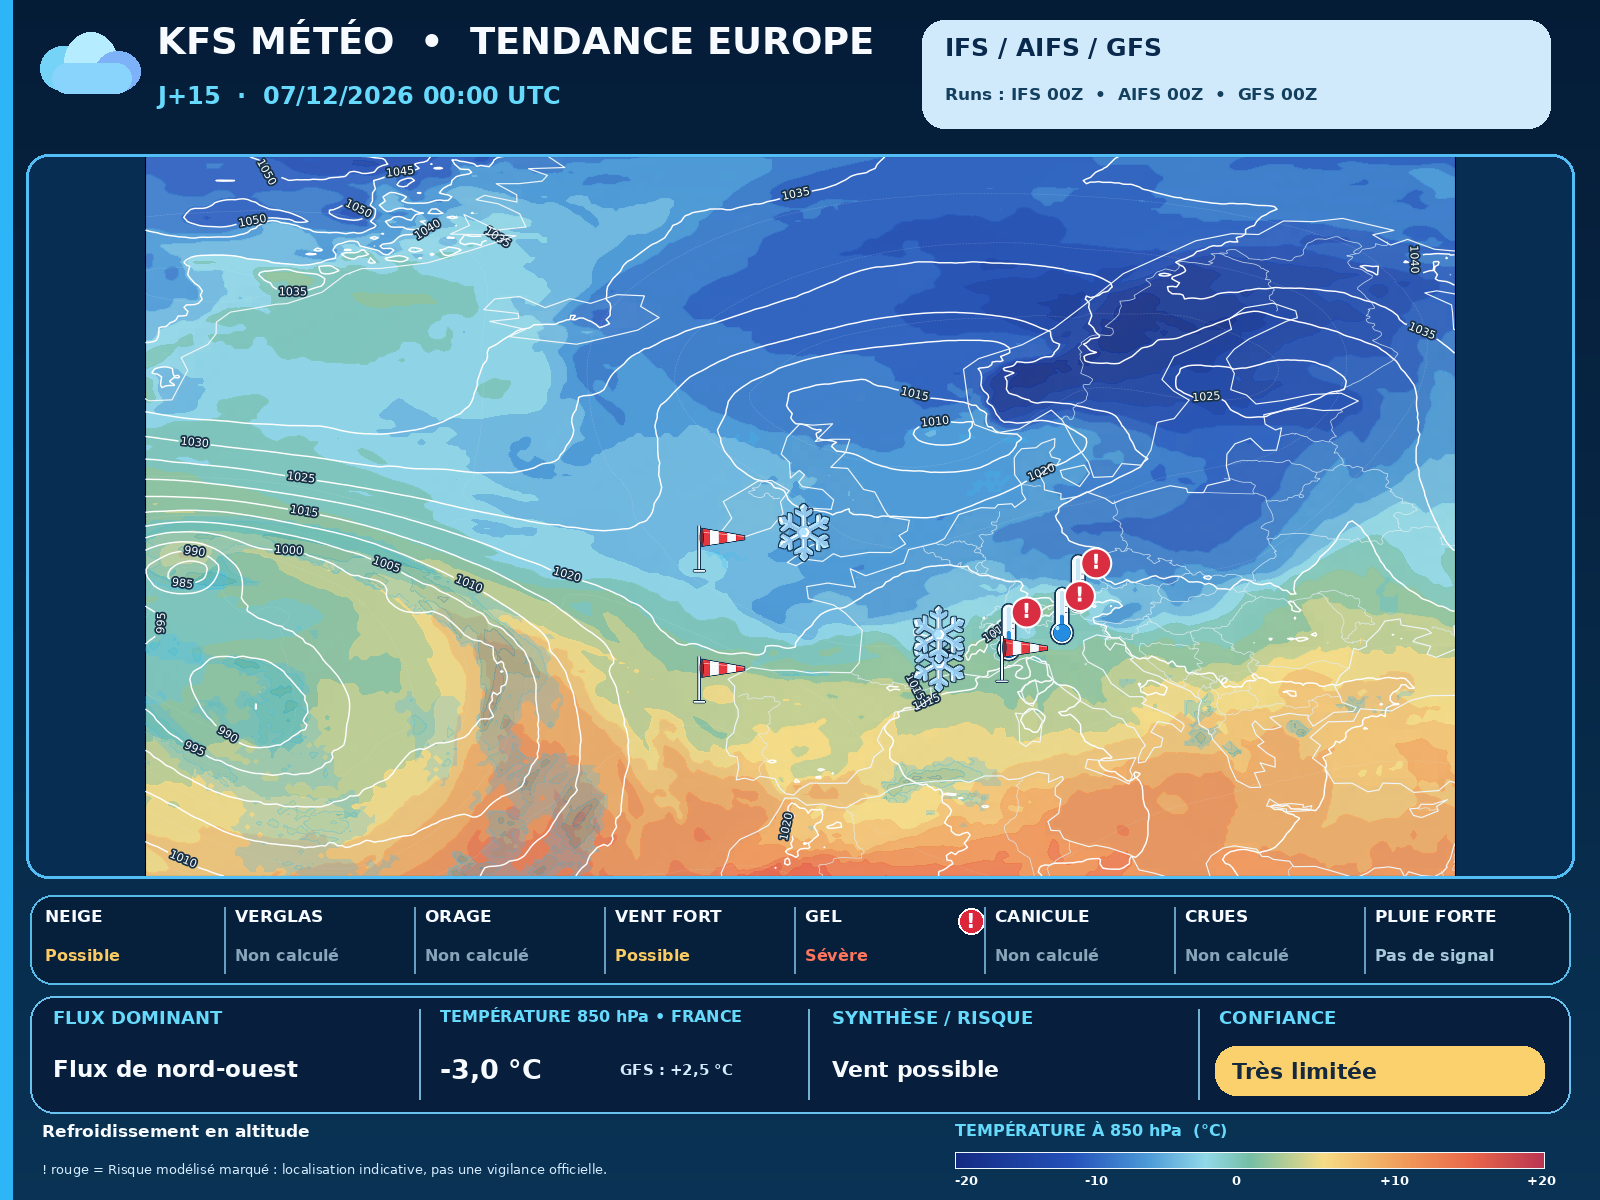 KFS MÉTÉO • TENDANCE EUROPE
J+15 · 07/12/2026 00:00 UTC
IFS / AIFS / GFS
Runs : IFS 00Z • AIFS 00Z • GFS 00Z
1050
1045
1050
1050
1040
1035
1035
1035
1040
1035
1030
1025
1015
1015
1010
1025
1020
990
985
1000
1005
1010
1020
995
990
995
1010
1015
1015
1020
! ! !
NEIGE
Possible
VERGLAS
Non calculé
ORAGE
Non calculé
VENT FORT
Possible
GEL !
Sévère
CANICULE
Non calculé
CRUES
Non calculé
PLUIE FORTE
Pas de signal
FLUX DOMINANT
Flux de nord-ouest
TEMPÉRATURE 850 hPa • FRANCE
-3,0 °C GFS : +2,5 °C
SYNTHÈSE / RISQUE
Vent possible
CONFIANCE
Très limitée
Refroidissement en altitude
! rouge = Risque modélisé marqué : localisation indicative, pas une vigilance officielle.
TEMPÉRATURE À 850 hPa (°C)
-20 -10 0 +10 +20